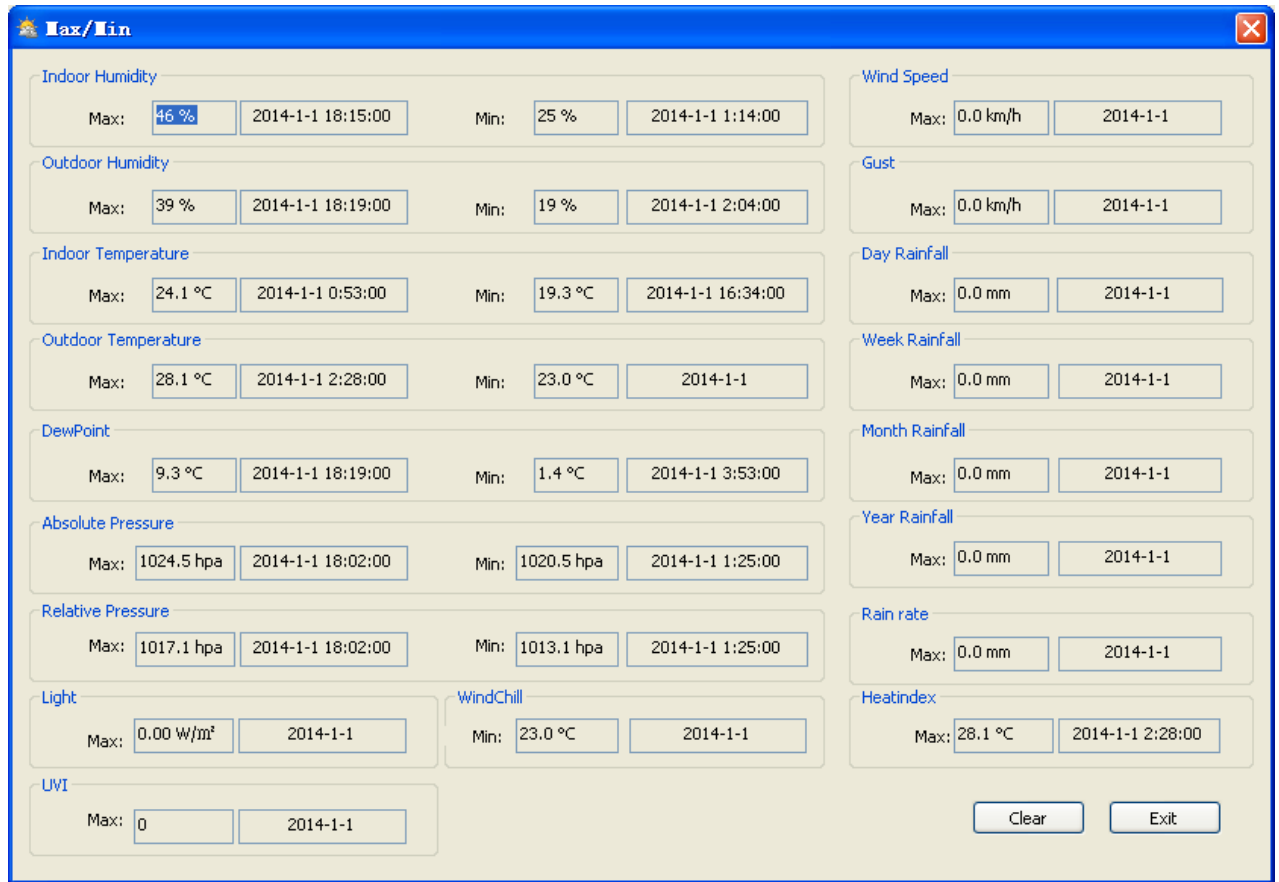 Max/Min
Indoor Humidity
Max: 46 % 2014-1-1 18:15:00 Min: 25 % 2014-1-1 1:14:00
Outdoor Humidity
Max: 39 % 2014-1-1 18:19:00 Min: 19 % 2014-1-1 2:04:00
Indoor Temperature
Max: 24.1 °C 2014-1-1 0:53:00 Min: 19.3 °C 2014-1-1 16:34:00
Outdoor Temperature
Max: 28.1 °C 2014-1-1 2:28:00 Min: 23.0 °C 2014-1-1
DewPoint
Max: 9.3 °C 2014-1-1 18:19:00 Min: 1.4 °C 2014-1-1 3:53:00
Absolute Pressure
Max: 1024.5 hpa 2014-1-1 18:02:00 Min: 1020.5 hpa 2014-1-1 1:25:00
Relative Pressure
Max: 1017.1 hpa 2014-1-1 18:02:00 Min: 1013.1 hpa 2014-1-1 1:25:00
Light
Max: 0.00 W/m² 2014-1-1
WindChill
Min: 23.0 °C 2014-1-1
UVI
Max: 0 2014-1-1
Wind Speed
Max: 0.0 km/h 2014-1-1
Gust
Max: 0.0 km/h 2014-1-1
Day Rainfall
Max: 0.0 mm 2014-1-1
Week Rainfall
Max: 0.0 mm 2014-1-1
Month Rainfall
Max: 0.0 mm 2014-1-1
Year Rainfall
Max: 0.0 mm 2014-1-1
Rain rate
Max: 0.0 mm 2014-1-1
Heatindex
Max: 28.1 °C 2014-1-1 2:28:00
Clear Exit